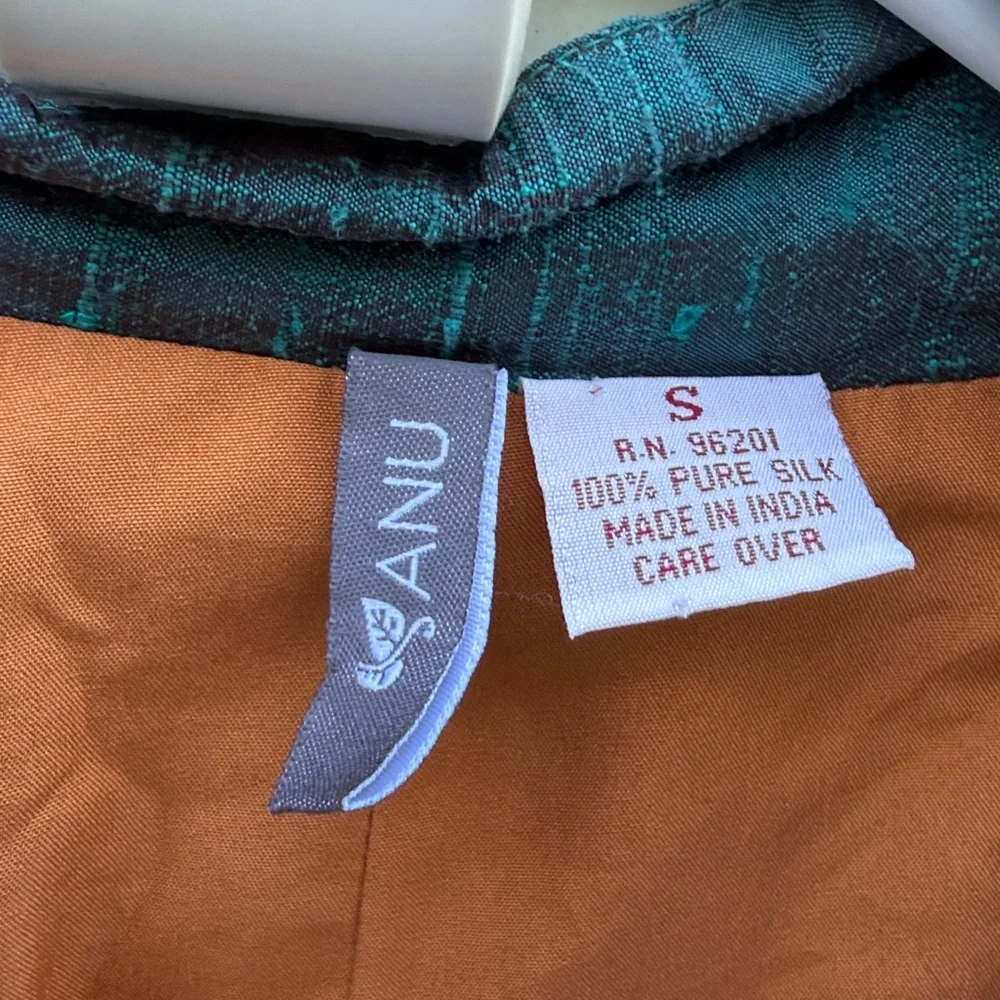 ANU
S
R.N. 96201
100% PURE SILK
MADE IN INDIA
CARE OVER